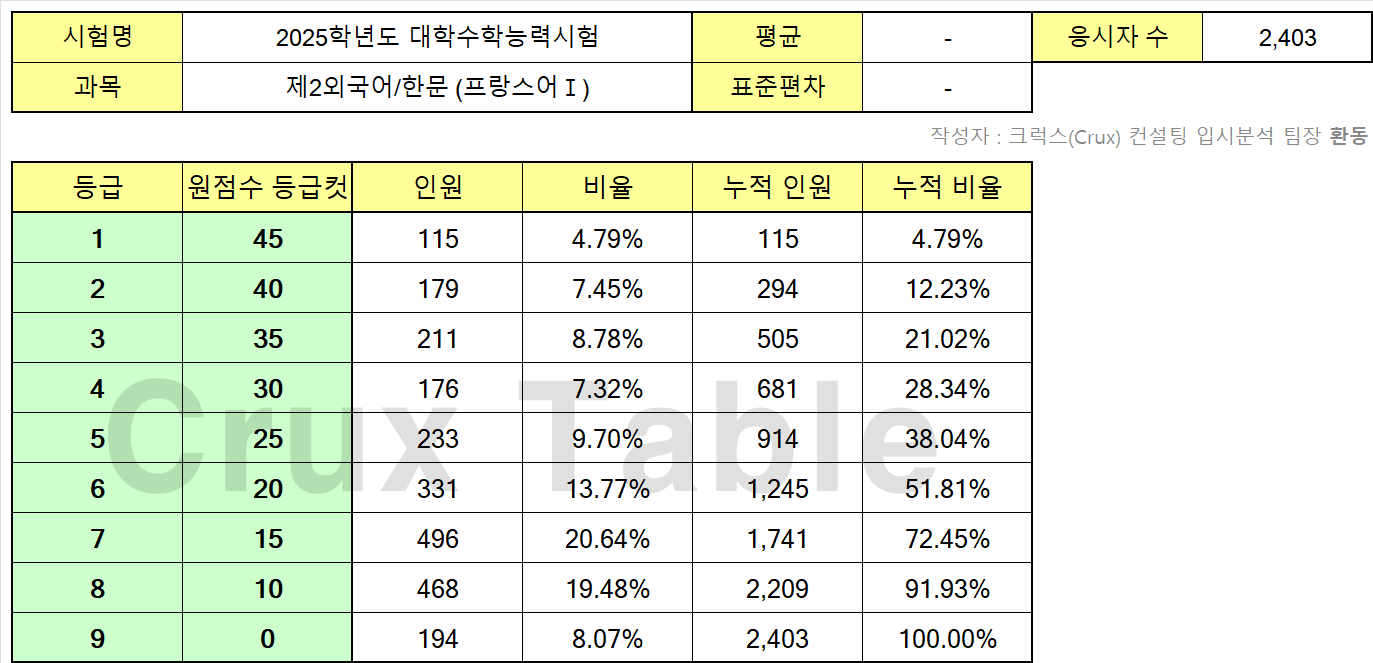 시험명 2025학년도 대학수학능력시험 평균 - 응시자 수 2,403
과목 제2외국어/한문 (프랑스어Ⅰ) 표준편차 -
작성자 : 크럭스(Crux) 컨설팅 입시분석 팀장 환동
등급 원점수 등급컷 인원 비율 누적 인원 누적 비율
1 45 115 4.79% 115 4.79%
2 40 179 7.45% 294 12.23%
3 35 211 8.78% 505 21.02%
4 30 176 7.32% 681 28.34%
5 25 233 9.70% 914 38.04%
6 20 331 13.77% 1,245 51.81%
7 15 496 20.64% 1,741 72.45%
8 10 468 19.48% 2,209 91.93%
9 0 194 8.07% 2,403 100.00%
Crux Table